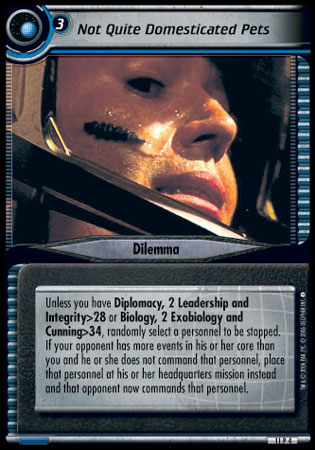 3
Not Quite Domesticated Pets
Dilemma
Unless you have Diplomacy, 2 Leadership and
Integrity>28 or Biology, 2 Exobiology and
Cunning>34, randomly select a personnel to be stopped.
If your opponent has more events in his or her core than
you and he or she does not command that personnel, place
that personnel at his or her headquarters mission instead
and that opponent now commands that personnel.
11 P 4